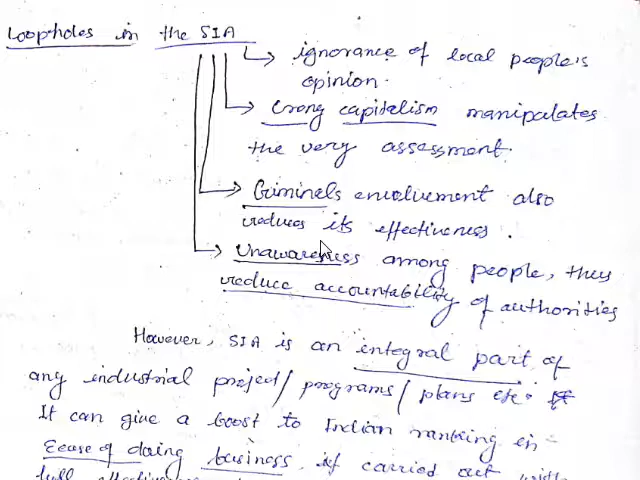 Loopholes in the SIA
ignorance of local people's
opinion.
Crony capitalism manipulates
the very assessment.
Criminals envolvement also
reduces its effectiveness.
Unawareness among people, they
reduce accountability of authorities
However, SIA is an integral part of
any industrial project/ programs/ plans etc.
It can give a boost to Indian ranking in
Ease of doing business, if carried out with
full